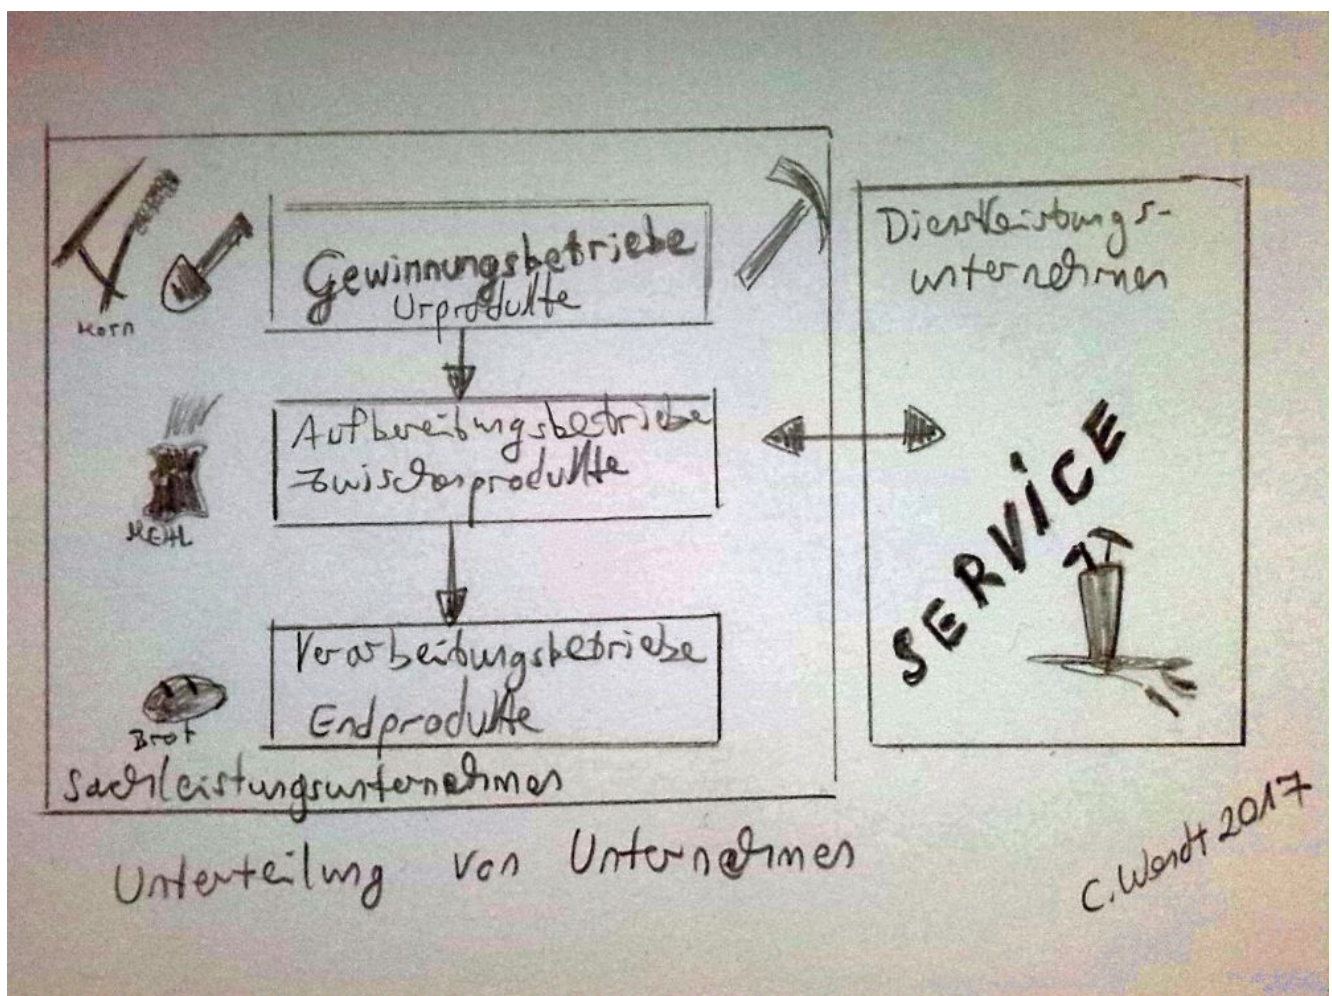 Gewinnungsbetriebe
Urprodukte
Korn
Aufbereitungsbetriebe
Zwischenprodukte
MEHL
Verarbeitungsbetriebe
Endprodukte
Brot
Sachleistungsunternehmen
Dienstleistungs-
unternehmen
SERVICE
Unterteilung von Unternehmen
C. Wendt 2017